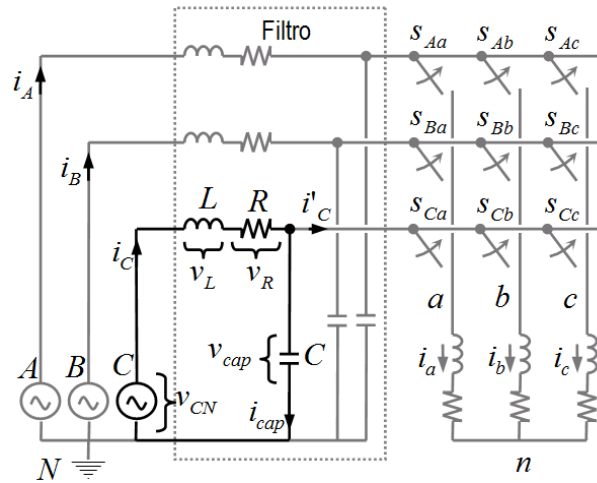 Filtro
s_Aa s_Ab s_Ac
i_A
s_Ba s_Bb s_Bc
i_B
L R i'_C s_Ca s_Cb s_Cc
i_C
v_L v_R
a b c
v_cap C
i_a i_b i_c
A B C
v_CN
i_cap
N n